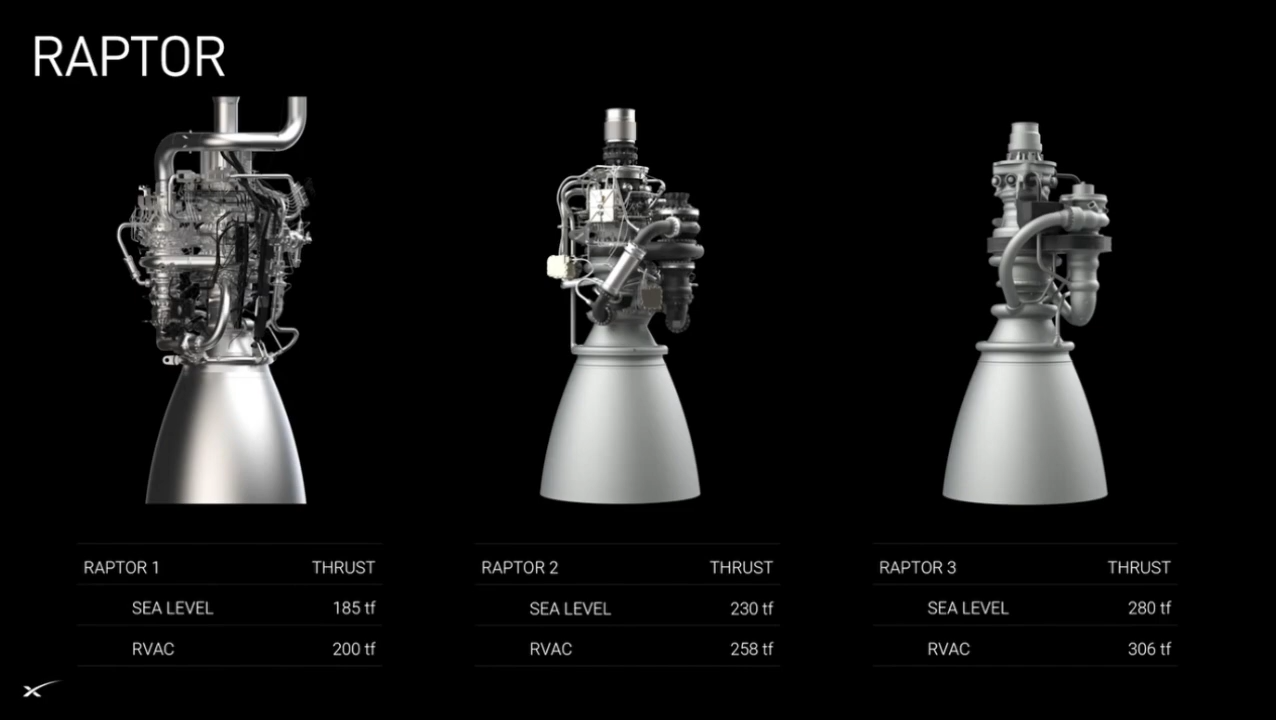 RAPTOR
RAPTOR 1 THRUST
SEA LEVEL 185 tf
RVAC 200 tf
RAPTOR 2 THRUST
SEA LEVEL 230 tf
RVAC 258 tf
RAPTOR 3 THRUST
SEA LEVEL 280 tf
RVAC 306 tf